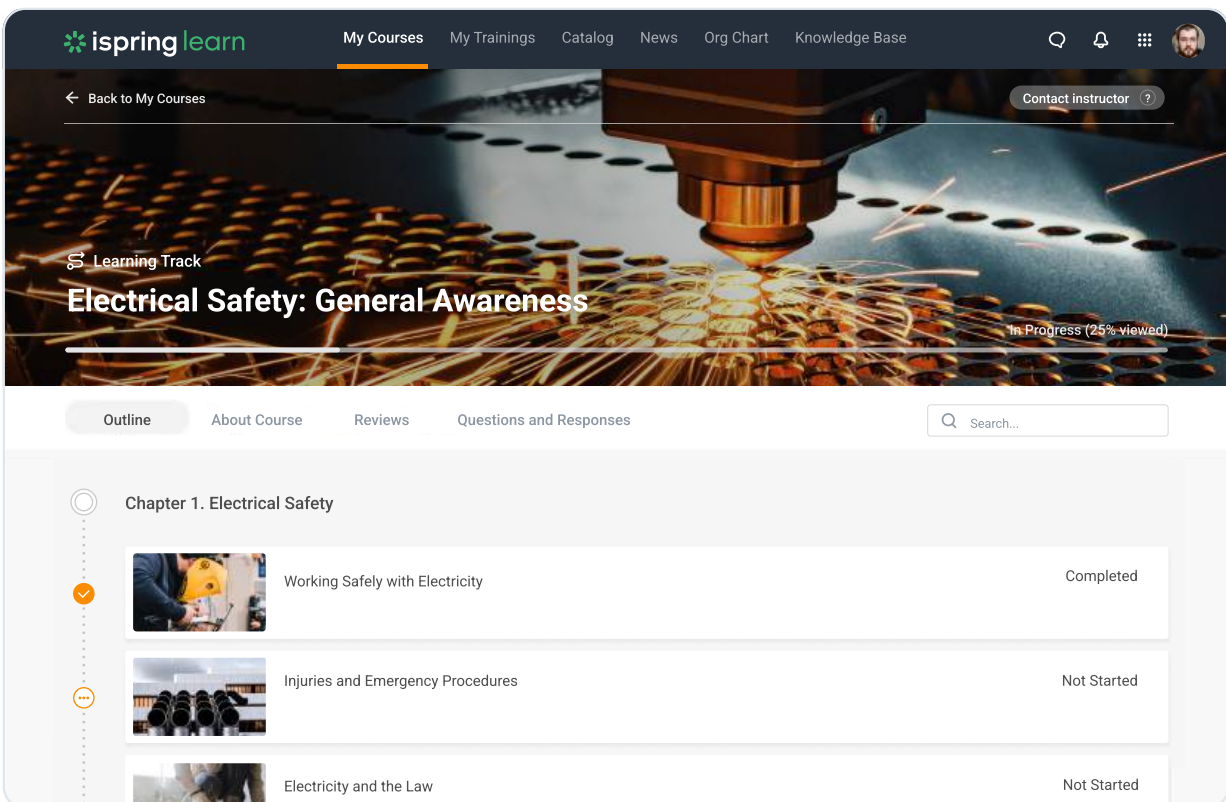 ispring learn
My Courses
My Trainings
Catalog
News
Org Chart
Knowledge Base
Back to My Courses
Contact instructor ?
Learning Track
Electrical Safety: General Awareness
In Progress (25% viewed)
Outline
About Course
Reviews
Questions and Responses
Search...
Chapter 1. Electrical Safety
Working Safely with Electricity
Completed
Injuries and Emergency Procedures
Not Started
Electricity and the Law
Not Started